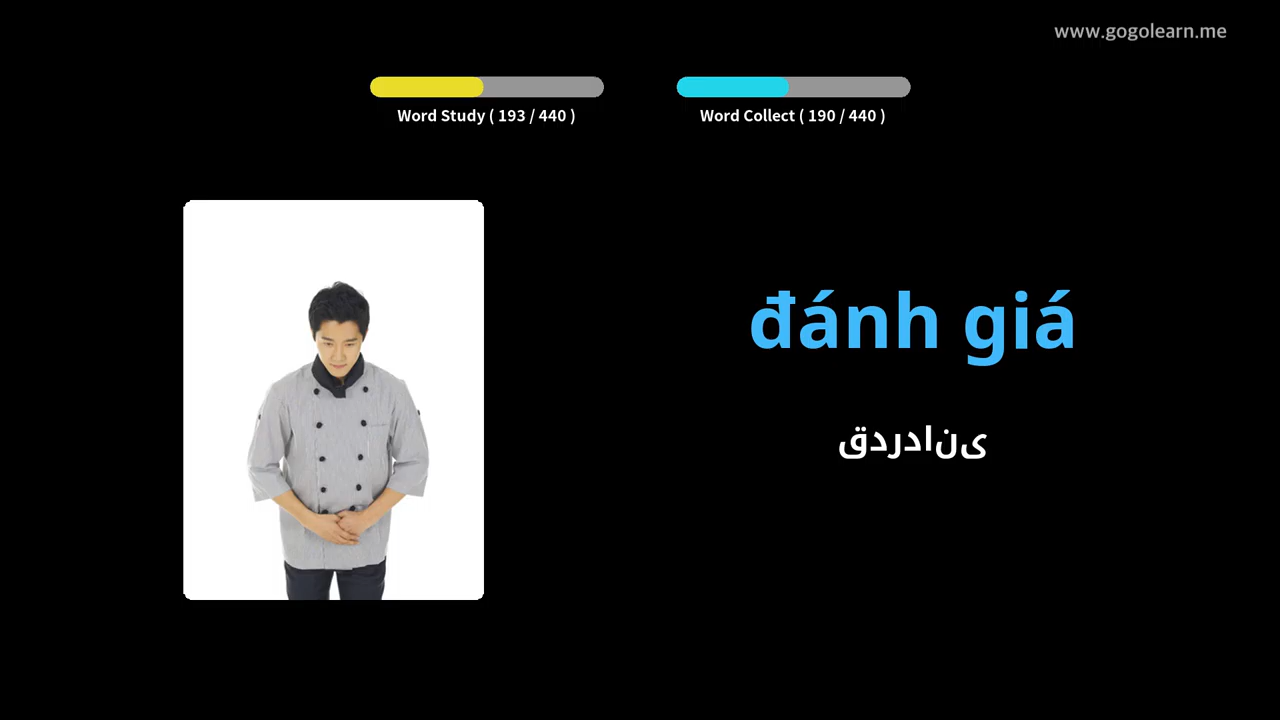 www.gogolearn.me
Word Study ( 193 / 440 )
Word Collect ( 190 / 440 )
đánh giá
قدردانی